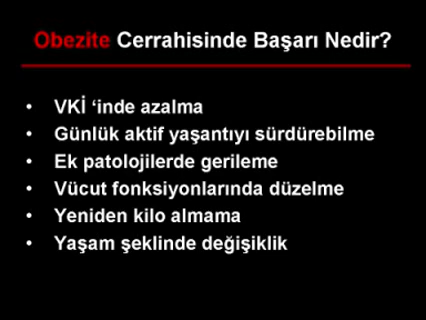 Obezite Cerrahisinde Başarı Nedir?
• VKİ ‘inde azalma
• Günlük aktif yaşantıyı sürdürebilme
• Ek patolojilerde gerileme
• Vücut fonksiyonlarında düzelme
• Yeniden kilo almama
• Yaşam şeklinde değişiklik